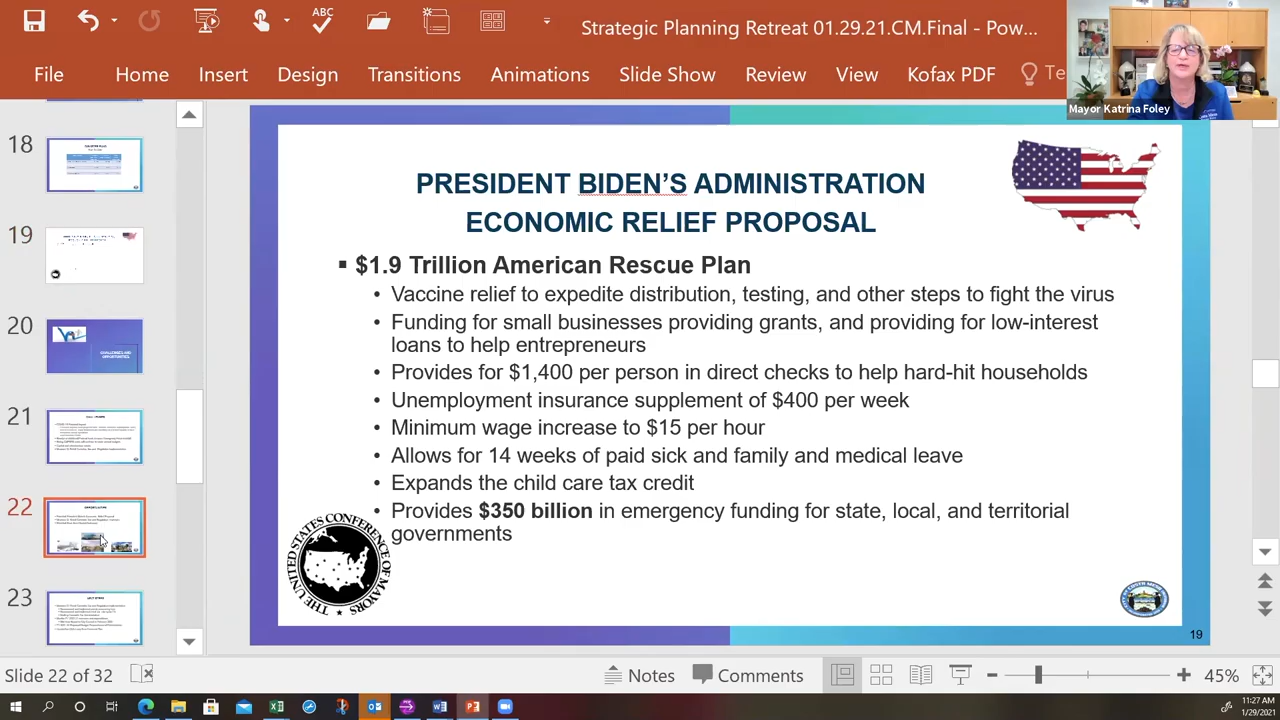 ABC
Strategic Planning Retreat 01.29.21.CM.Final - Pow...
File Home Insert Design Transitions Animations Slide Show Review View Kofax PDF Te
Mayor Katrina Foley
18
19
20
CHALLENGES AND
OPPORTUNITIES
21
22
23
NEXT STEPS
PRESIDENT BIDEN'S ADMINISTRATION
ECONOMIC RELIEF PROPOSAL
▪ $1.9 Trillion American Rescue Plan
• Vaccine relief to expedite distribution, testing, and other steps to fight the virus
• Funding for small businesses providing grants, and providing for low-interest
loans to help entrepreneurs
• Provides for $1,400 per person in direct checks to help hard-hit households
• Unemployment insurance supplement of $400 per week
• Minimum wage increase to $15 per hour
• Allows for 14 weeks of paid sick and family and medical leave
• Expands the child care tax credit
• Provides $350 billion in emergency funding for state, local, and territorial
governments
THE UNITED STATES CONFERENCE OF MAYORS
19
Slide 22 of 32 Notes Comments 45%
11:27 AM
1/29/2021